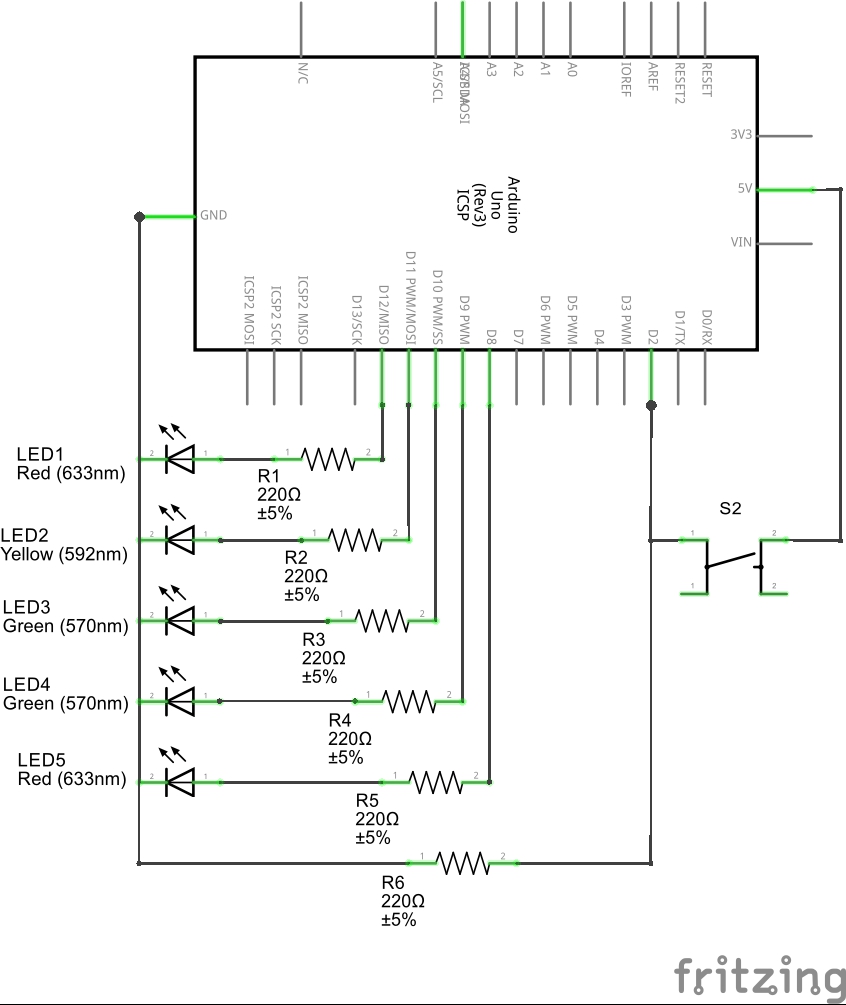 N/C
A5/SCL
A3
A2
A1
A0
IOREF
AREF
RESET2
RESET
3V3
5V
VIN
GND
Arduino
Uno
(Rev3)
ICSP
ICSP2 MOSI
ICSP2 SCK
ICSP2 MISO
D13/SCK
D12/MISO
D11 PWM/MOSI
D10 PWM/SS
D9 PWM
D8
D7
D6 PWM
D5 PWM
D4
D3 PWM
D2
D1/TX
D0/RX
LED1
Red (633nm)
2 1 1 2
R1
220Ω
±5%
S2
LED2
Yellow (592nm)
2 1 1 2 1 2
R2
220Ω
±5%
1 2
LED3
Green (570nm)
2 1 1 2
R3
220Ω
±5%
LED4
Green (570nm)
2 1 1 2
R4
220Ω
±5%
LED5
Red (633nm)
2 1 1 2
R5
220Ω
±5%
1 2
R6
220Ω
±5%
fritzing